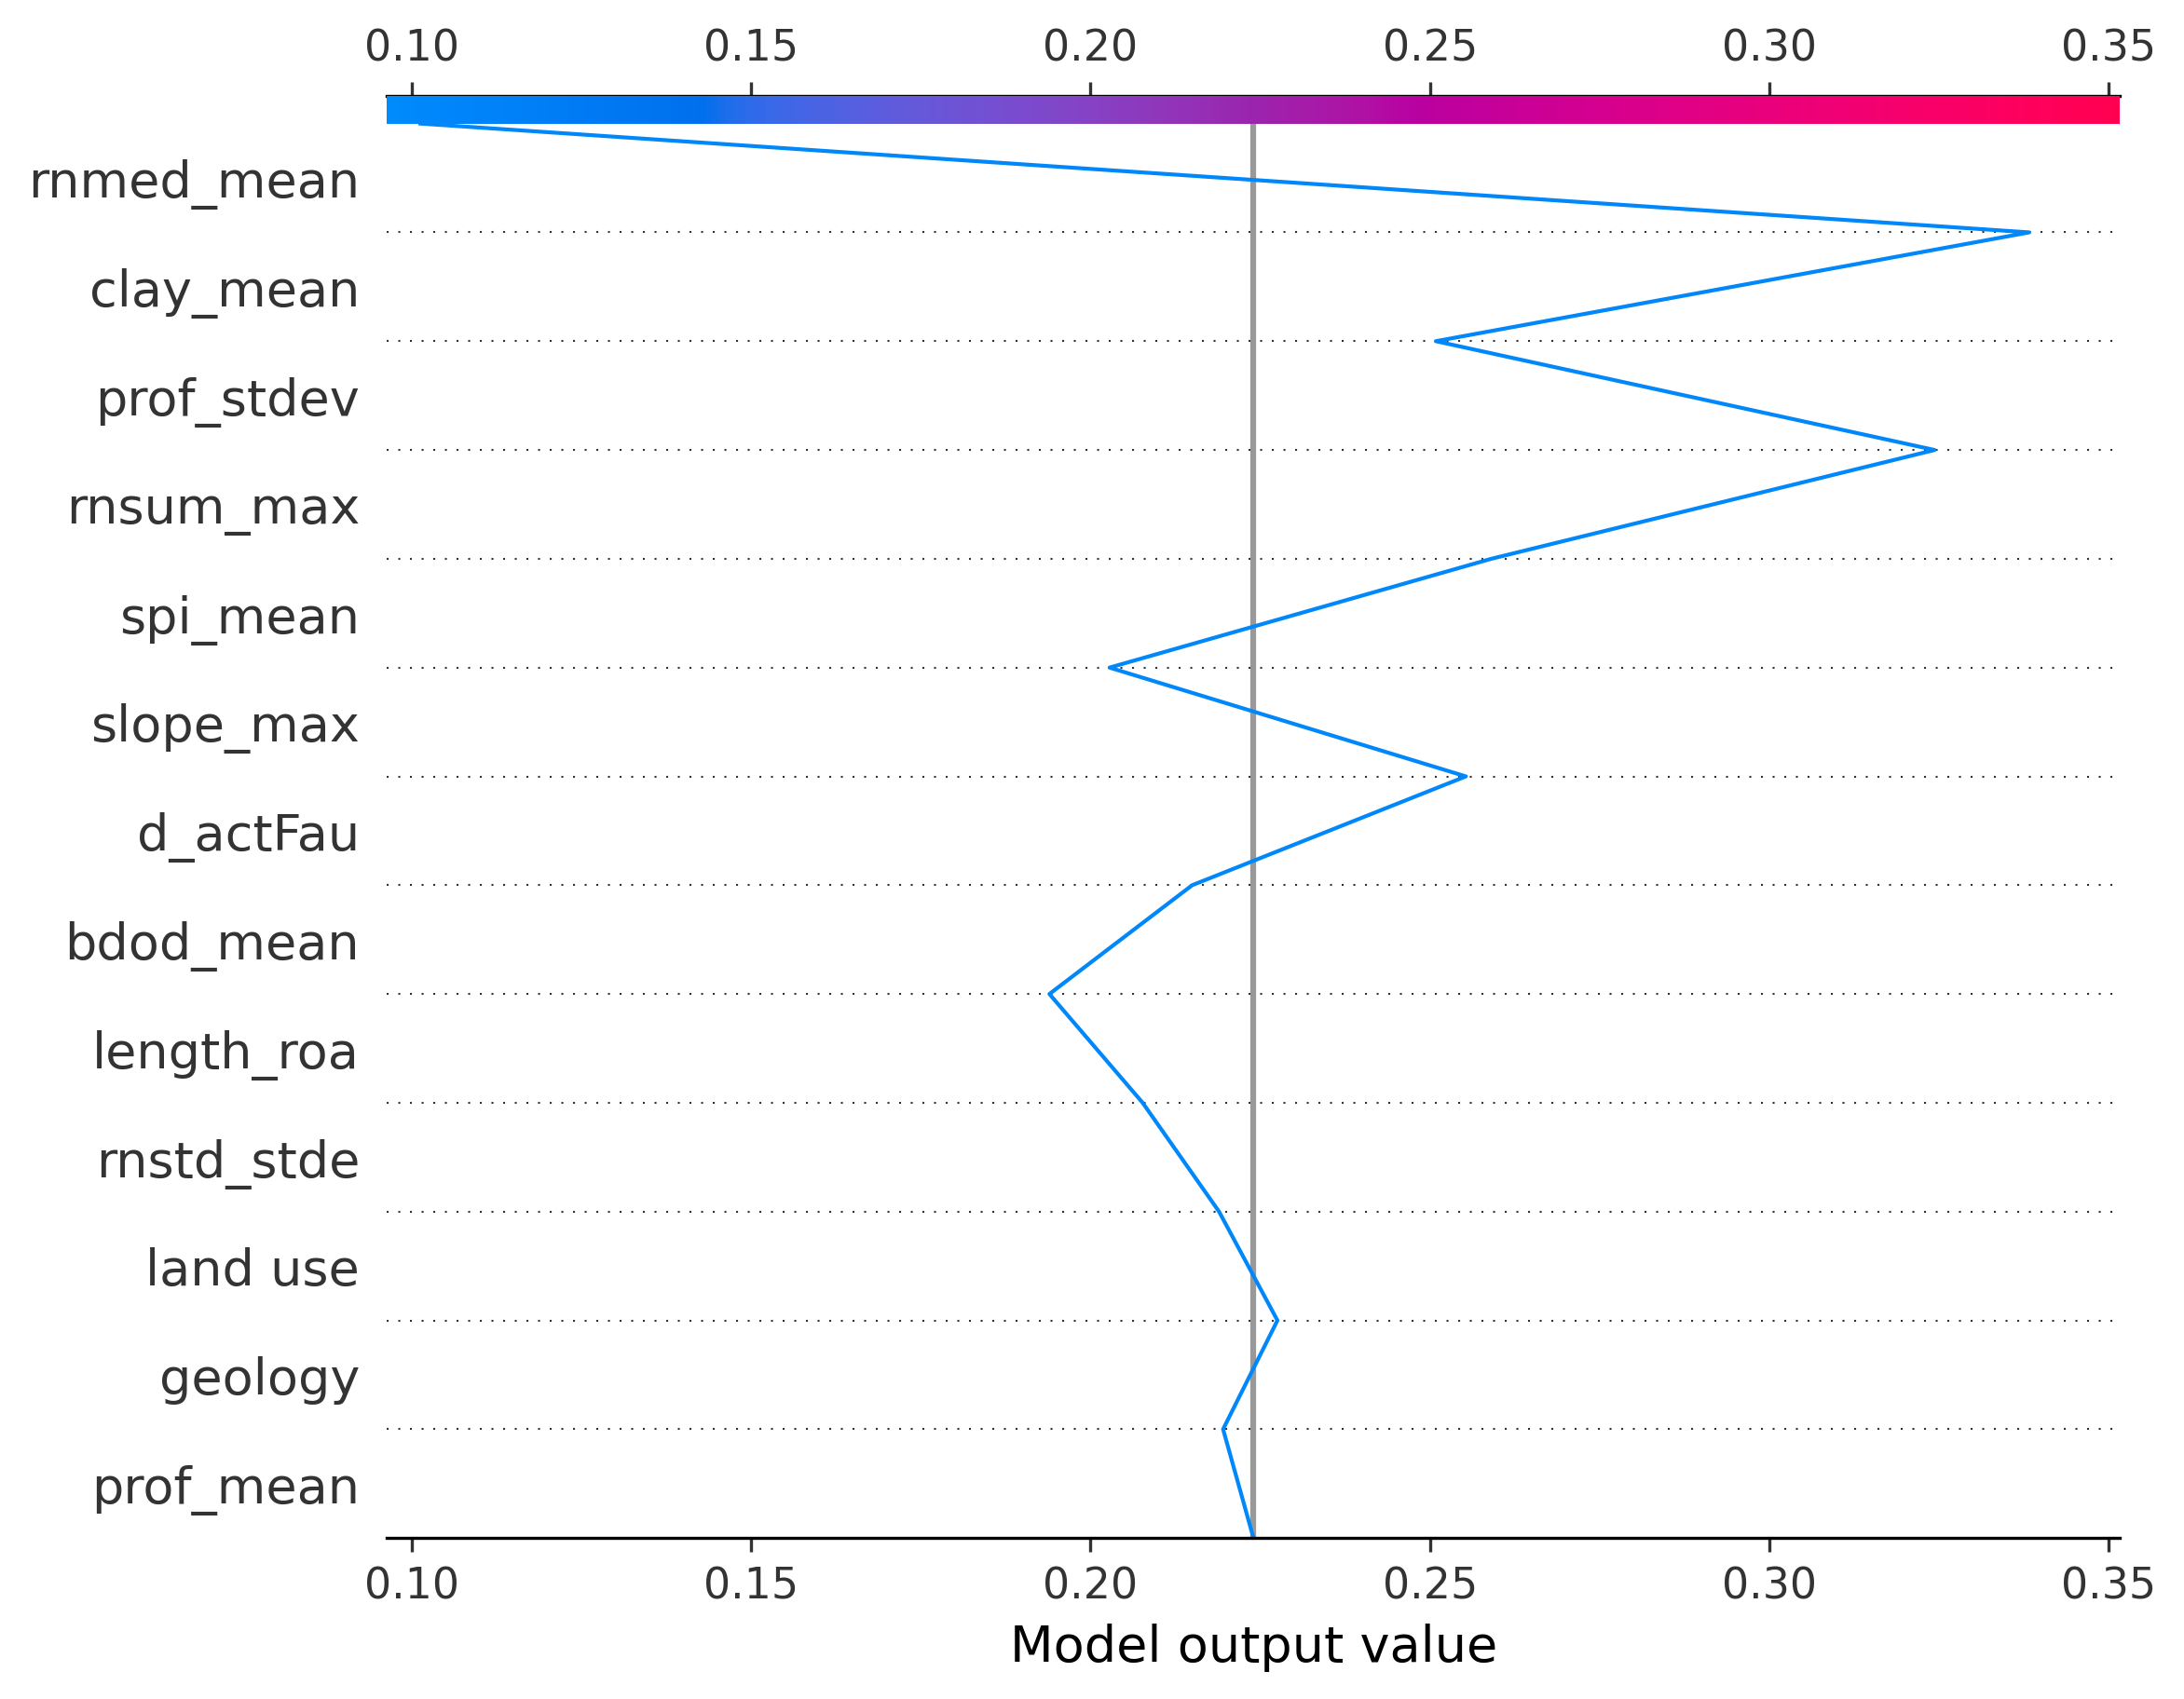 0.10 0.15 0.20 0.25 0.30 0.35
rnmed_mean
clay_mean
prof_stdev
rnsum_max
spi_mean
slope_max
d_actFau
bdod_mean
length_roa
rnstd_stde
land use
geology
prof_mean
0.10 0.15 0.20 0.25 0.30 0.35
Model output value